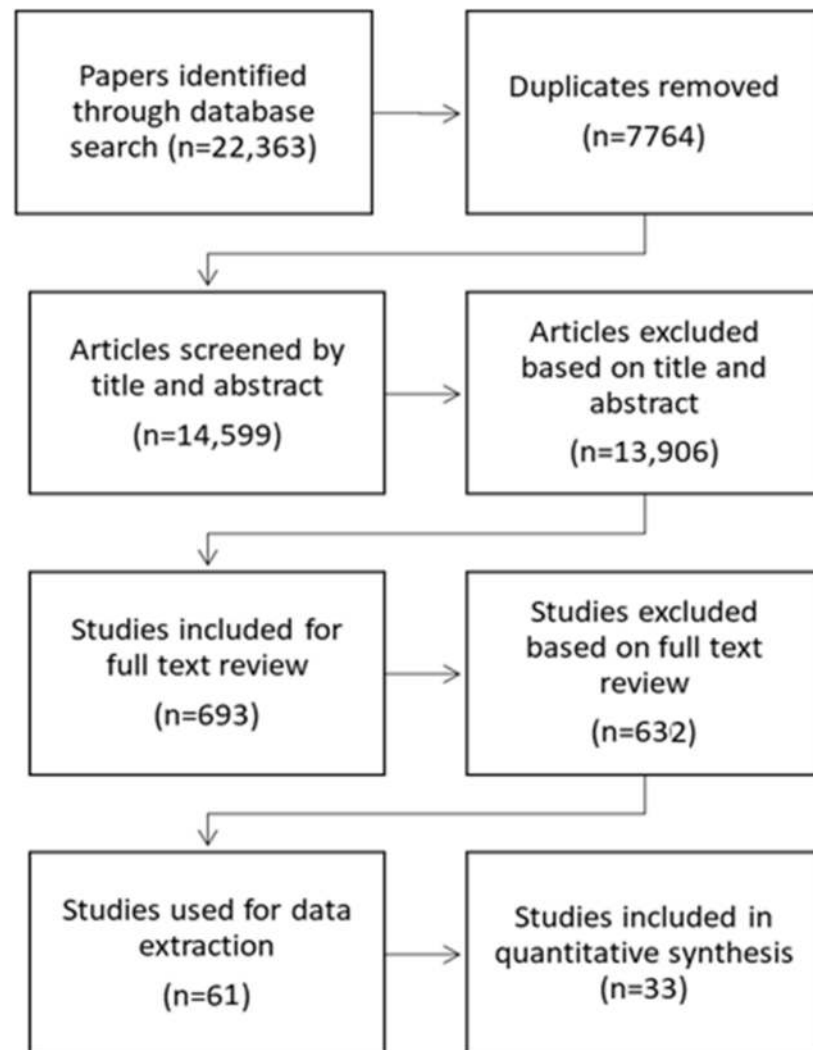 Papers identified
through database
search (n=22,363)
Duplicates removed
(n=7764)
Articles screened by
title and abstract
(n=14,599)
Articles excluded
based on title and
abstract
(n=13,906)
Studies included for
full text review
(n=693)
Studies excluded
based on full text
review
(n=632)
Studies used for data
extraction
(n=61)
Studies included in
quantitative synthesis
(n=33)